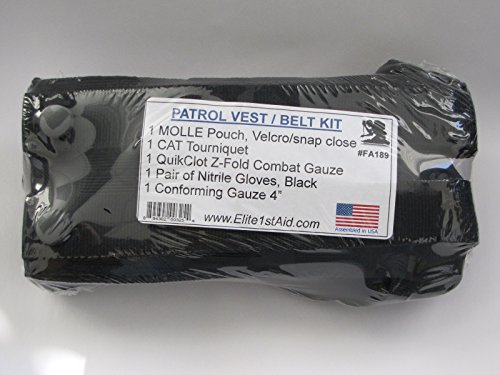 PATROL VEST / BELT KIT
1 MOLLE Pouch, Velcro/snap close
#FA189
1 CAT Tourniquet
1 QuikClot Z-Fold Combat Gauze
1 Pair of Nitrile Gloves, Black
1 Conforming Gauze 4”
www.Elite1stAid.com
Assembled in USA